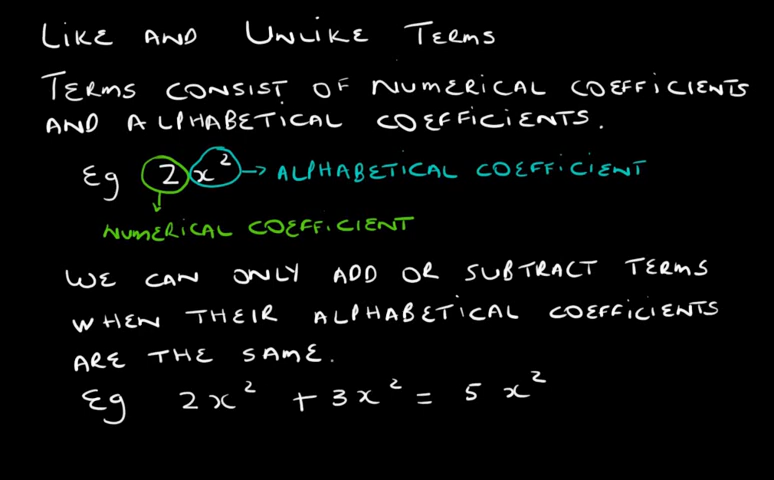 LIKE AND UNLIKE TERMS
TERMS CONSIST OF NUMERICAL COEFFICIENTS
AND ALPHABETICAL COEFFICIENTS.
Eg 2x² → ALPHABETICAL COEFFICIENT
NUMERICAL COEFFICIENT
WE CAN ONLY ADD OR SUBTRACT TERMS
WHEN THEIR ALPHABETICAL COEFFICIENTS
ARE THE SAME.
Eg 2x² + 3x² = 5x²